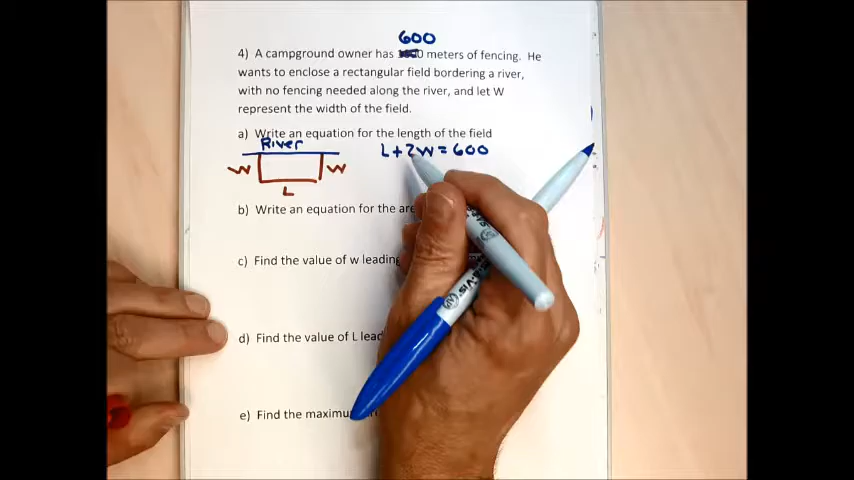 600
4) A campground owner has meters of fencing. He
wants to enclose a rectangular field bordering a river,
with no fencing needed along the river, and let W
represent the width of the field.
a) Write an equation for the length of the field
River
L+2W=600
W W
L
b) Write an equation for the are
c) Find the value of w leading
d) Find the value of L lead
e) Find the maximu